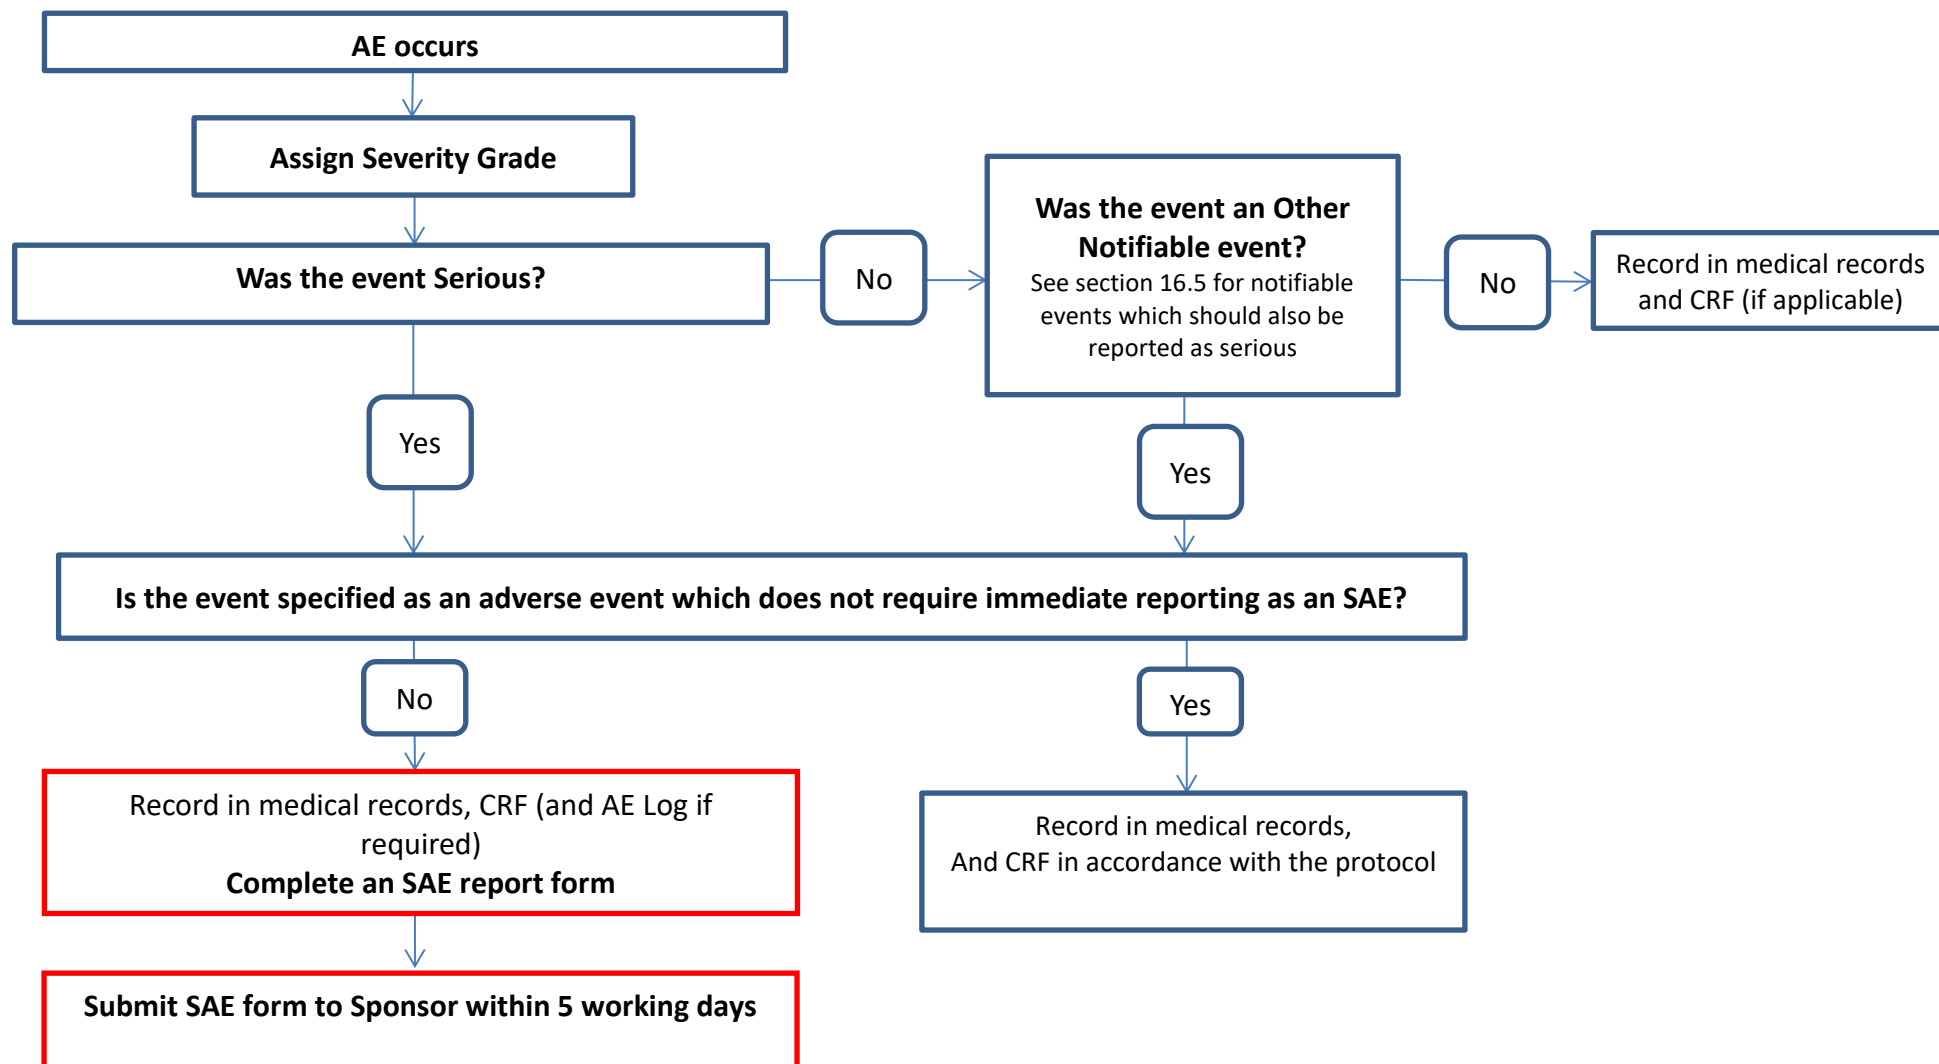 AE occurs
Assign Severity Grade
Was the event Serious?
No
Was the event an Other
Notifiable event?
See section 16.5 for notifiable
events which should also be
reported as serious
No
Record in medical records
and CRF (if applicable)
Yes
Yes
Is the event specified as an adverse event which does not require immediate reporting as an SAE?
No
Yes
Record in medical records, CRF (and AE Log if
required)
Complete an SAE report form
Record in medical records,
And CRF in accordance with the protocol
Submit SAE form to Sponsor within 5 working days